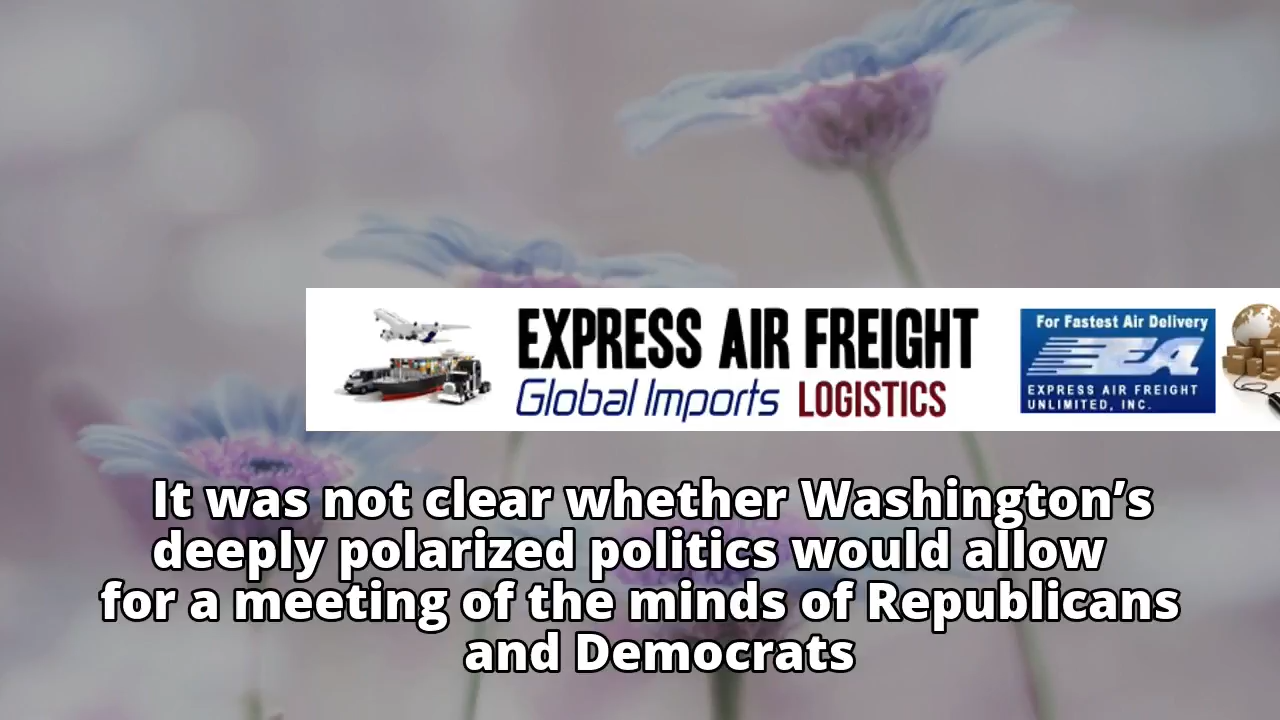 EXPRESS AIR FREIGHT
Global Imports LOGISTICS
For Fastest Air Delivery
EA
EXPRESS AIR FREIGHT
UNLIMITED, INC.
It was not clear whether Washington’s
deeply polarized politics would allow
for a meeting of the minds of Republicans
and Democrats